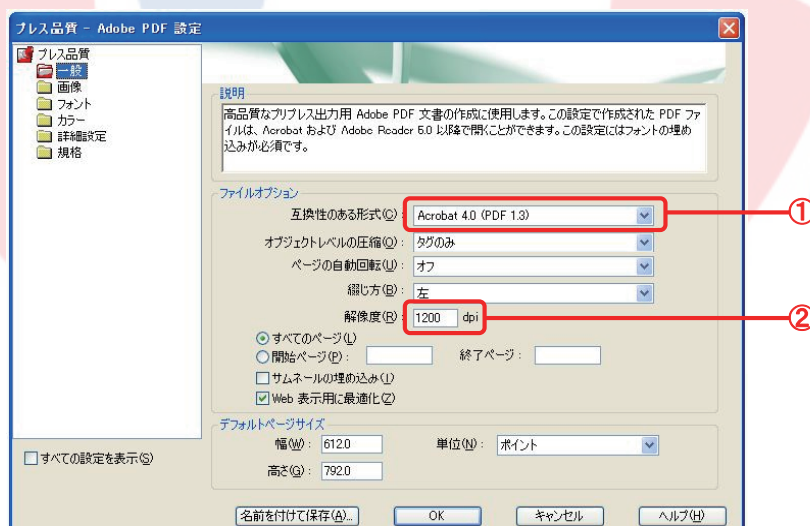 プレス品質 - Adobe PDF 設定
プレス品質
一般
画像
フォント
カラー
詳細設定
規格
説明
高品質なプリプレス出力用 Adobe PDF 文書の作成に使用します。この設定で作成された PDF ファ
イルは、Acrobat および Adobe Reader 5.0 以降で開くことができます。この設定にはフォントの埋め
込みが必須です。
ファイルオプション
互換性のある形式(C): Acrobat 4.0 (PDF 1.3)
①
オブジェクトレベルの圧縮(O): タグのみ
ページの自動回転(U): オフ
綴じ方(B): 左
解像度(R): 1200 dpi
②
すべてのページ(L)
開始ページ(P): 終了ページ:
サムネールの埋め込み(I)
Web 表示用に最適化(Z)
デフォルトページサイズ
幅(W): 612.0 単位(N): ポイント
高さ(G): 792.0
すべての設定を表示(S)
名前を付けて保存(A)... OK キャンセル ヘルプ(H)